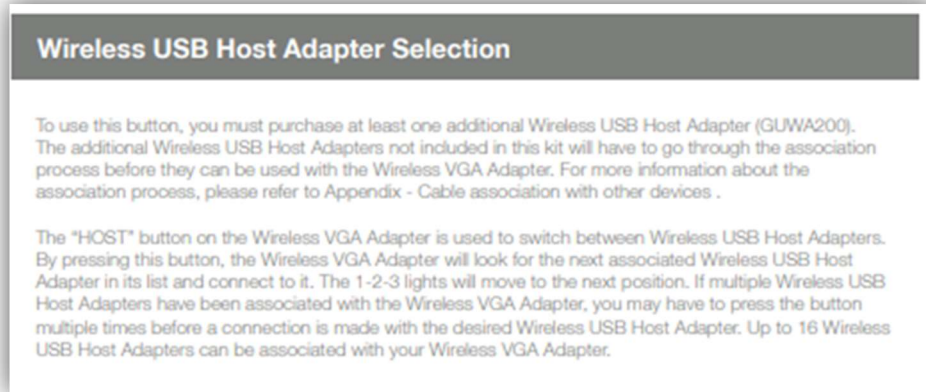 Wireless USB Host Adapter Selection
To use this button, you must purchase at least one additional Wireless USB Host Adapter (GUWA200).
The additional Wireless USB Host Adapters not included in this kit will have to go through the association
process before they can be used with the Wireless VGA Adapter. For more information about the
association process, please refer to Appendix - Cable association with other devices .
The “HOST” button on the Wireless VGA Adapter is used to switch between Wireless USB Host Adapters.
By pressing this button, the Wireless VGA Adapter will look for the next associated Wireless USB Host
Adapter in its list and connect to it. The 1-2-3 lights will move to the next position. If multiple Wireless USB
Host Adapters have been associated with the Wireless VGA Adapter, you may have to press the button
multiple times before a connection is made with the desired Wireless USB Host Adapter. Up to 16 Wireless
USB Host Adapters can be associated with your Wireless VGA Adapter.